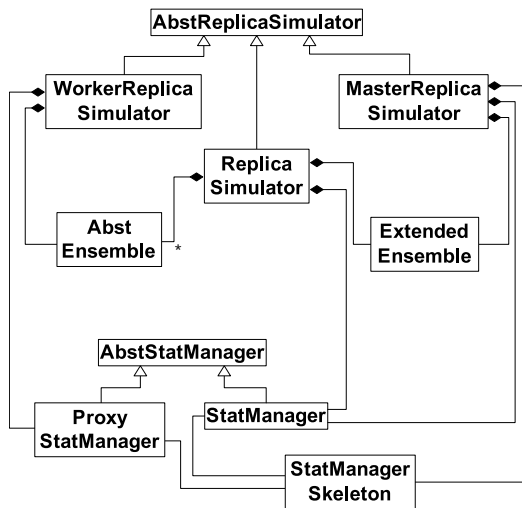 AbstReplicaSimulator
WorkerReplica
Simulator
MasterReplica
Simulator
Replica
Simulator
Abst
Ensemble
*
Extended
Ensemble
AbstStatManager
Proxy
StatManager
StatManager
StatManager
Skeleton